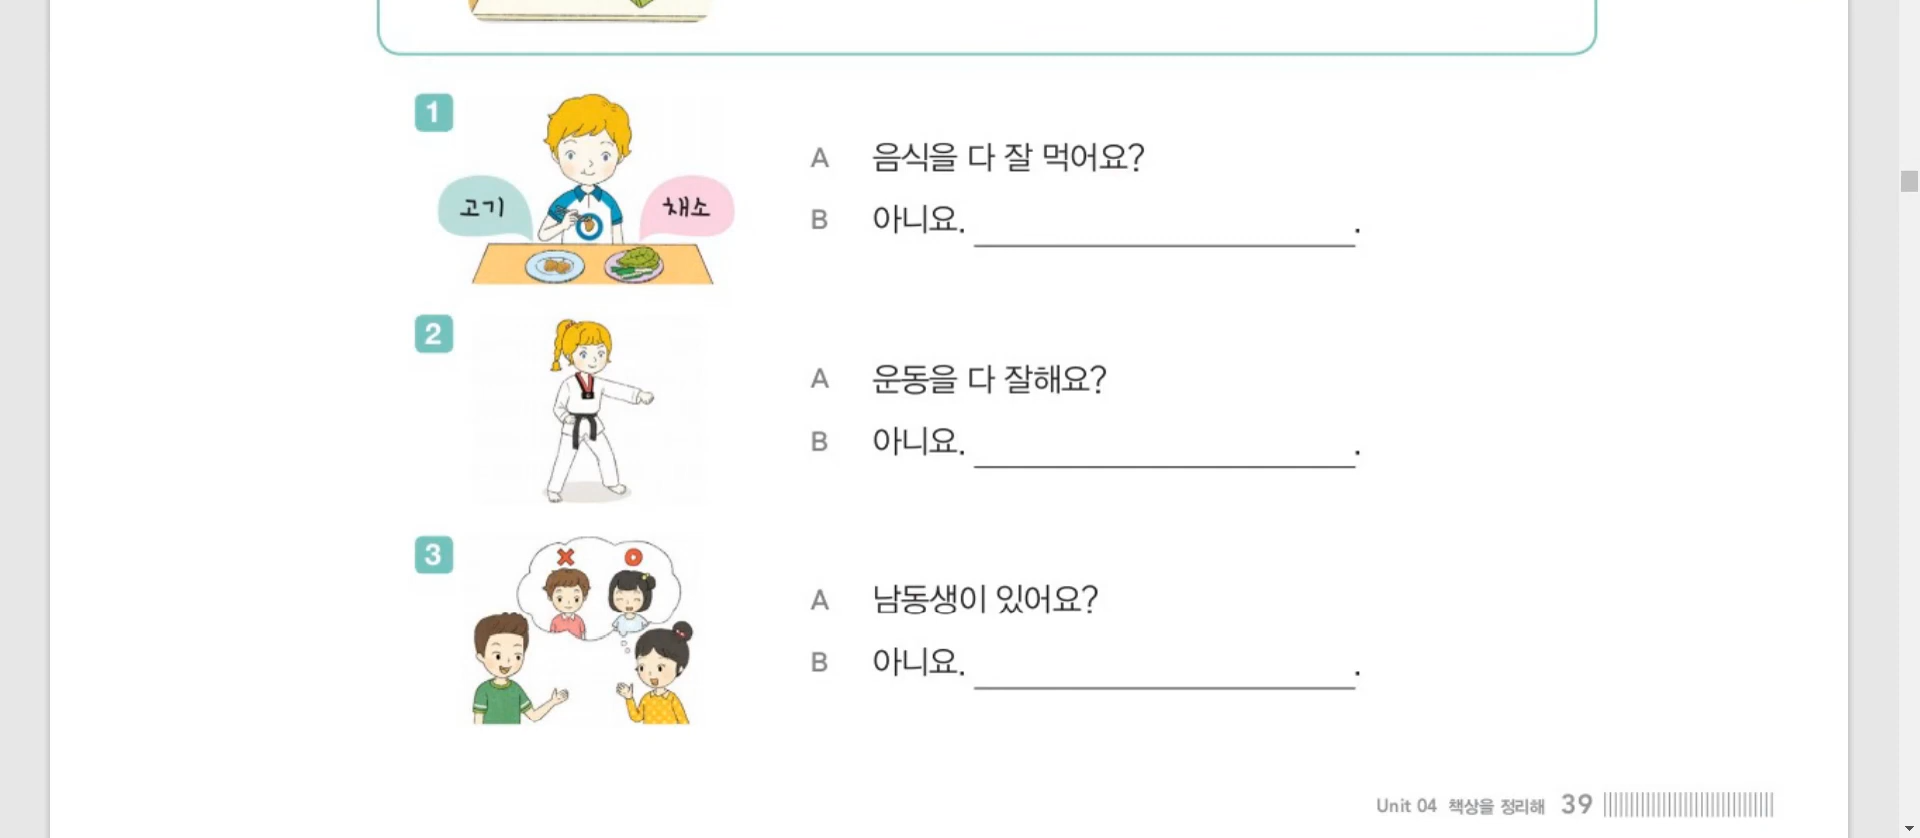 1
고기
채소
A 음식을 다 잘 먹어요?
B 아니요. .
2
A 운동을 다 잘해요?
B 아니요. .
3
A 남동생이 있어요?
B 아니요. .
Unit 04 책상을 정리해 39